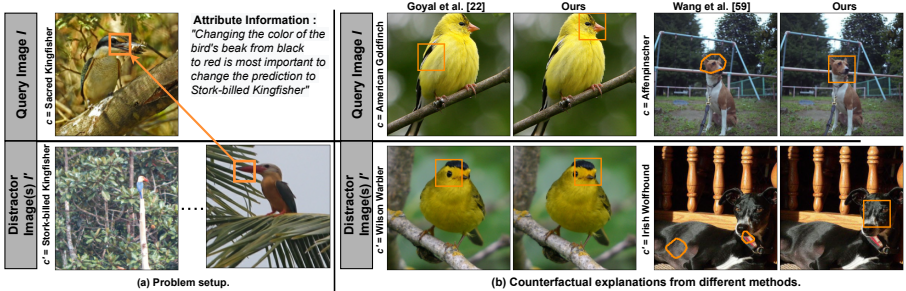 Query Image I
c = Sacred Kingfisher
Attribute Information :
"Changing the color of the
bird's beak from black
to red is most important to
change the prediction to
Stork-billed Kingfisher"
Distractor
Image(s) I'
c' = Stork-billed Kingfisher
....
(a) Problem setup.
Goyal et al. [22]
Ours
Wang et al. [59]
Ours
Query Image I
c = American Goldfinch
c = Affenpinscher
Distractor
Image(s) I'
c' = Wilson Warbler
c' = Irish Wolfhound
(b) Counterfactual explanations from different methods.